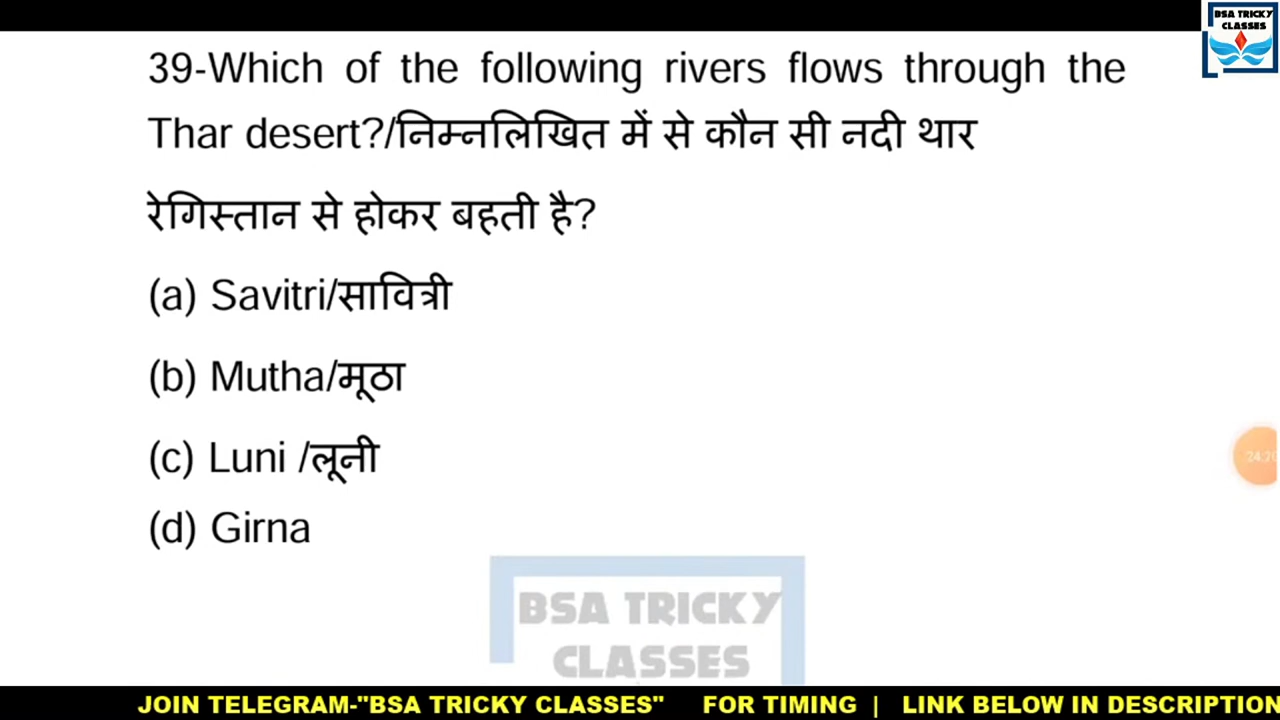 BSA TRICKY
CLASSES
39-Which of the following rivers flows through the
Thar desert?/निम्नलिखित में से कौन सी नदी थार
रेगिस्तान से होकर बहती है?
(a) Savitri/सावित्री
(b) Mutha/मूठा
(c) Luni /लूनी
(d) Girna
BSA TRICKY
CLASSES
JOIN TELEGRAM-"BSA TRICKY CLASSES" FOR TIMING | LINK BELOW IN DESCRIPTION